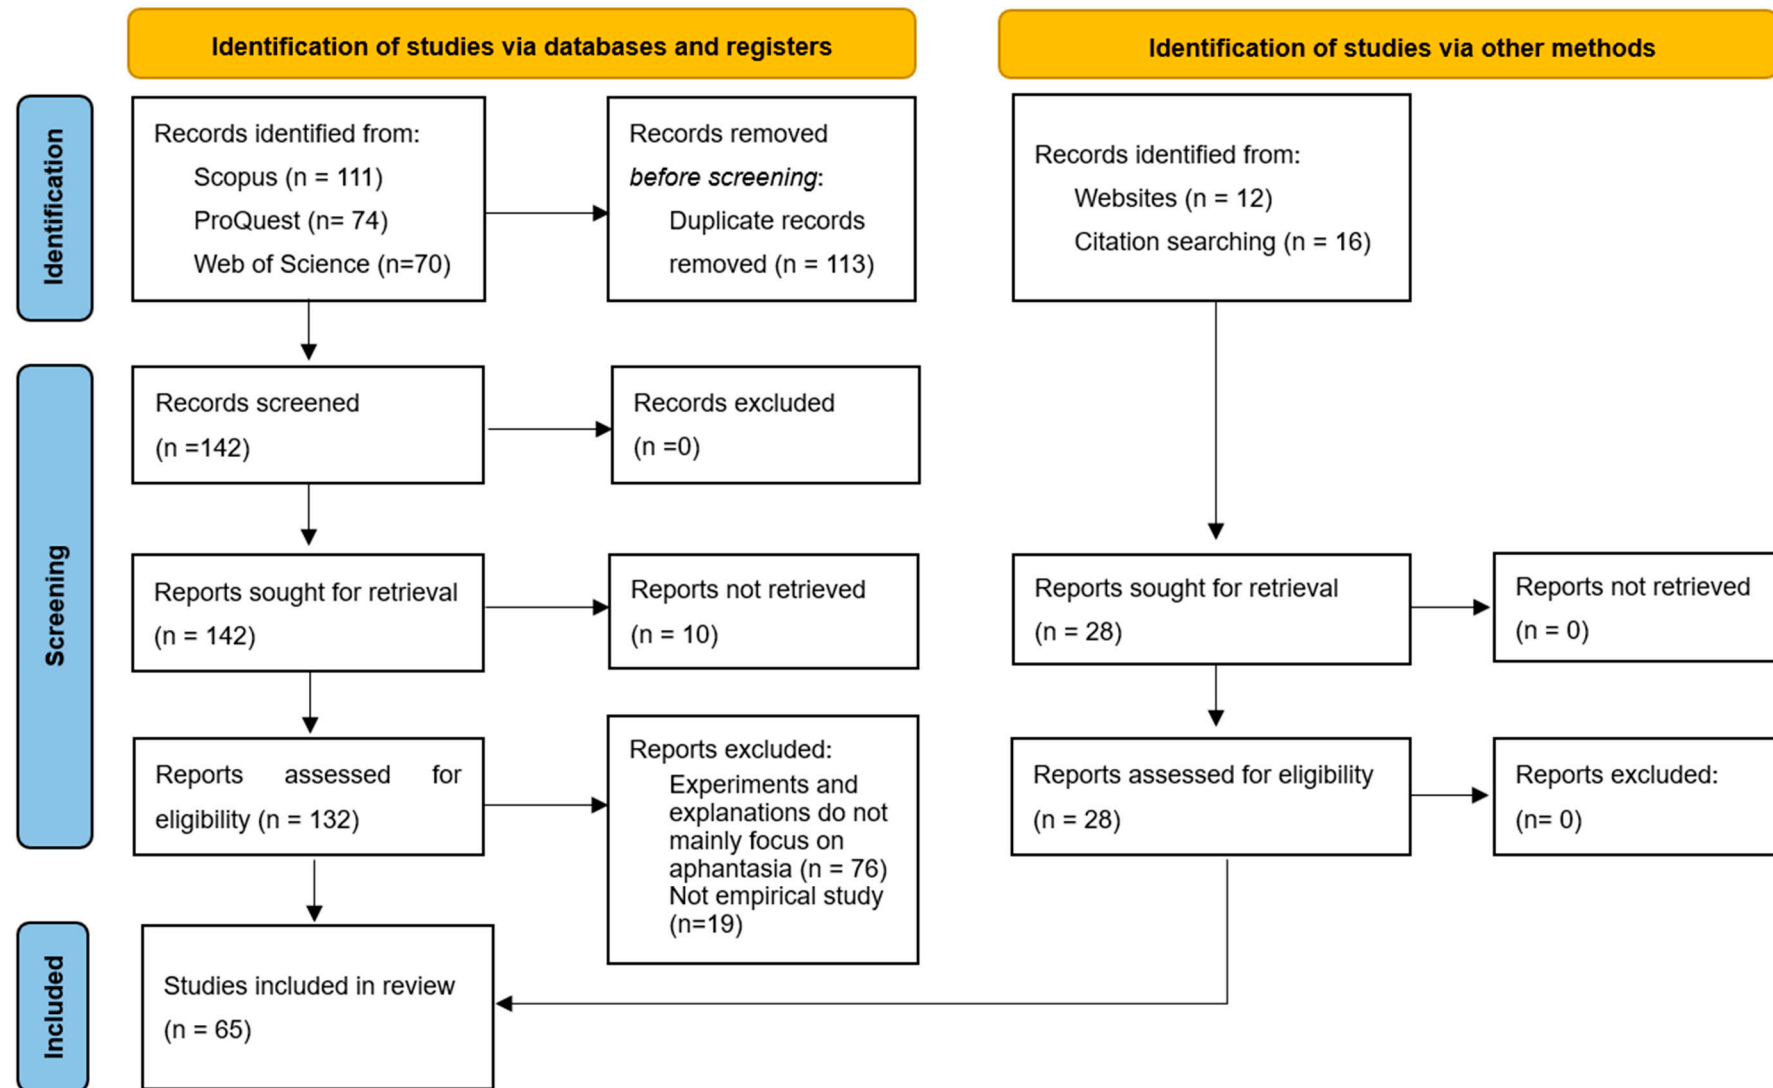 Identification of studies via databases and registers
Identification of studies via other methods
Identification
Records identified from:
Scopus (n = 111)
ProQuest (n= 74)
Web of Science (n=70)
Records removed
before screening:
Duplicate records
removed (n = 113)
Records identified from:
Websites (n = 12)
Citation searching (n = 16)
Screening
Records screened
(n =142)
Records excluded
(n =0)
Reports sought for retrieval
(n = 142)
Reports not retrieved
(n = 10)
Reports sought for retrieval
(n = 28)
Reports not retrieved
(n = 0)
Reports assessed for
eligibility (n = 132)
Reports excluded:
Experiments and
explanations do not
mainly focus on
aphantasia (n = 76)
Not empirical study
(n=19)
Reports assessed for eligibility
(n = 28)
Reports excluded:
(n= 0)
Included
Studies included in review
(n = 65)